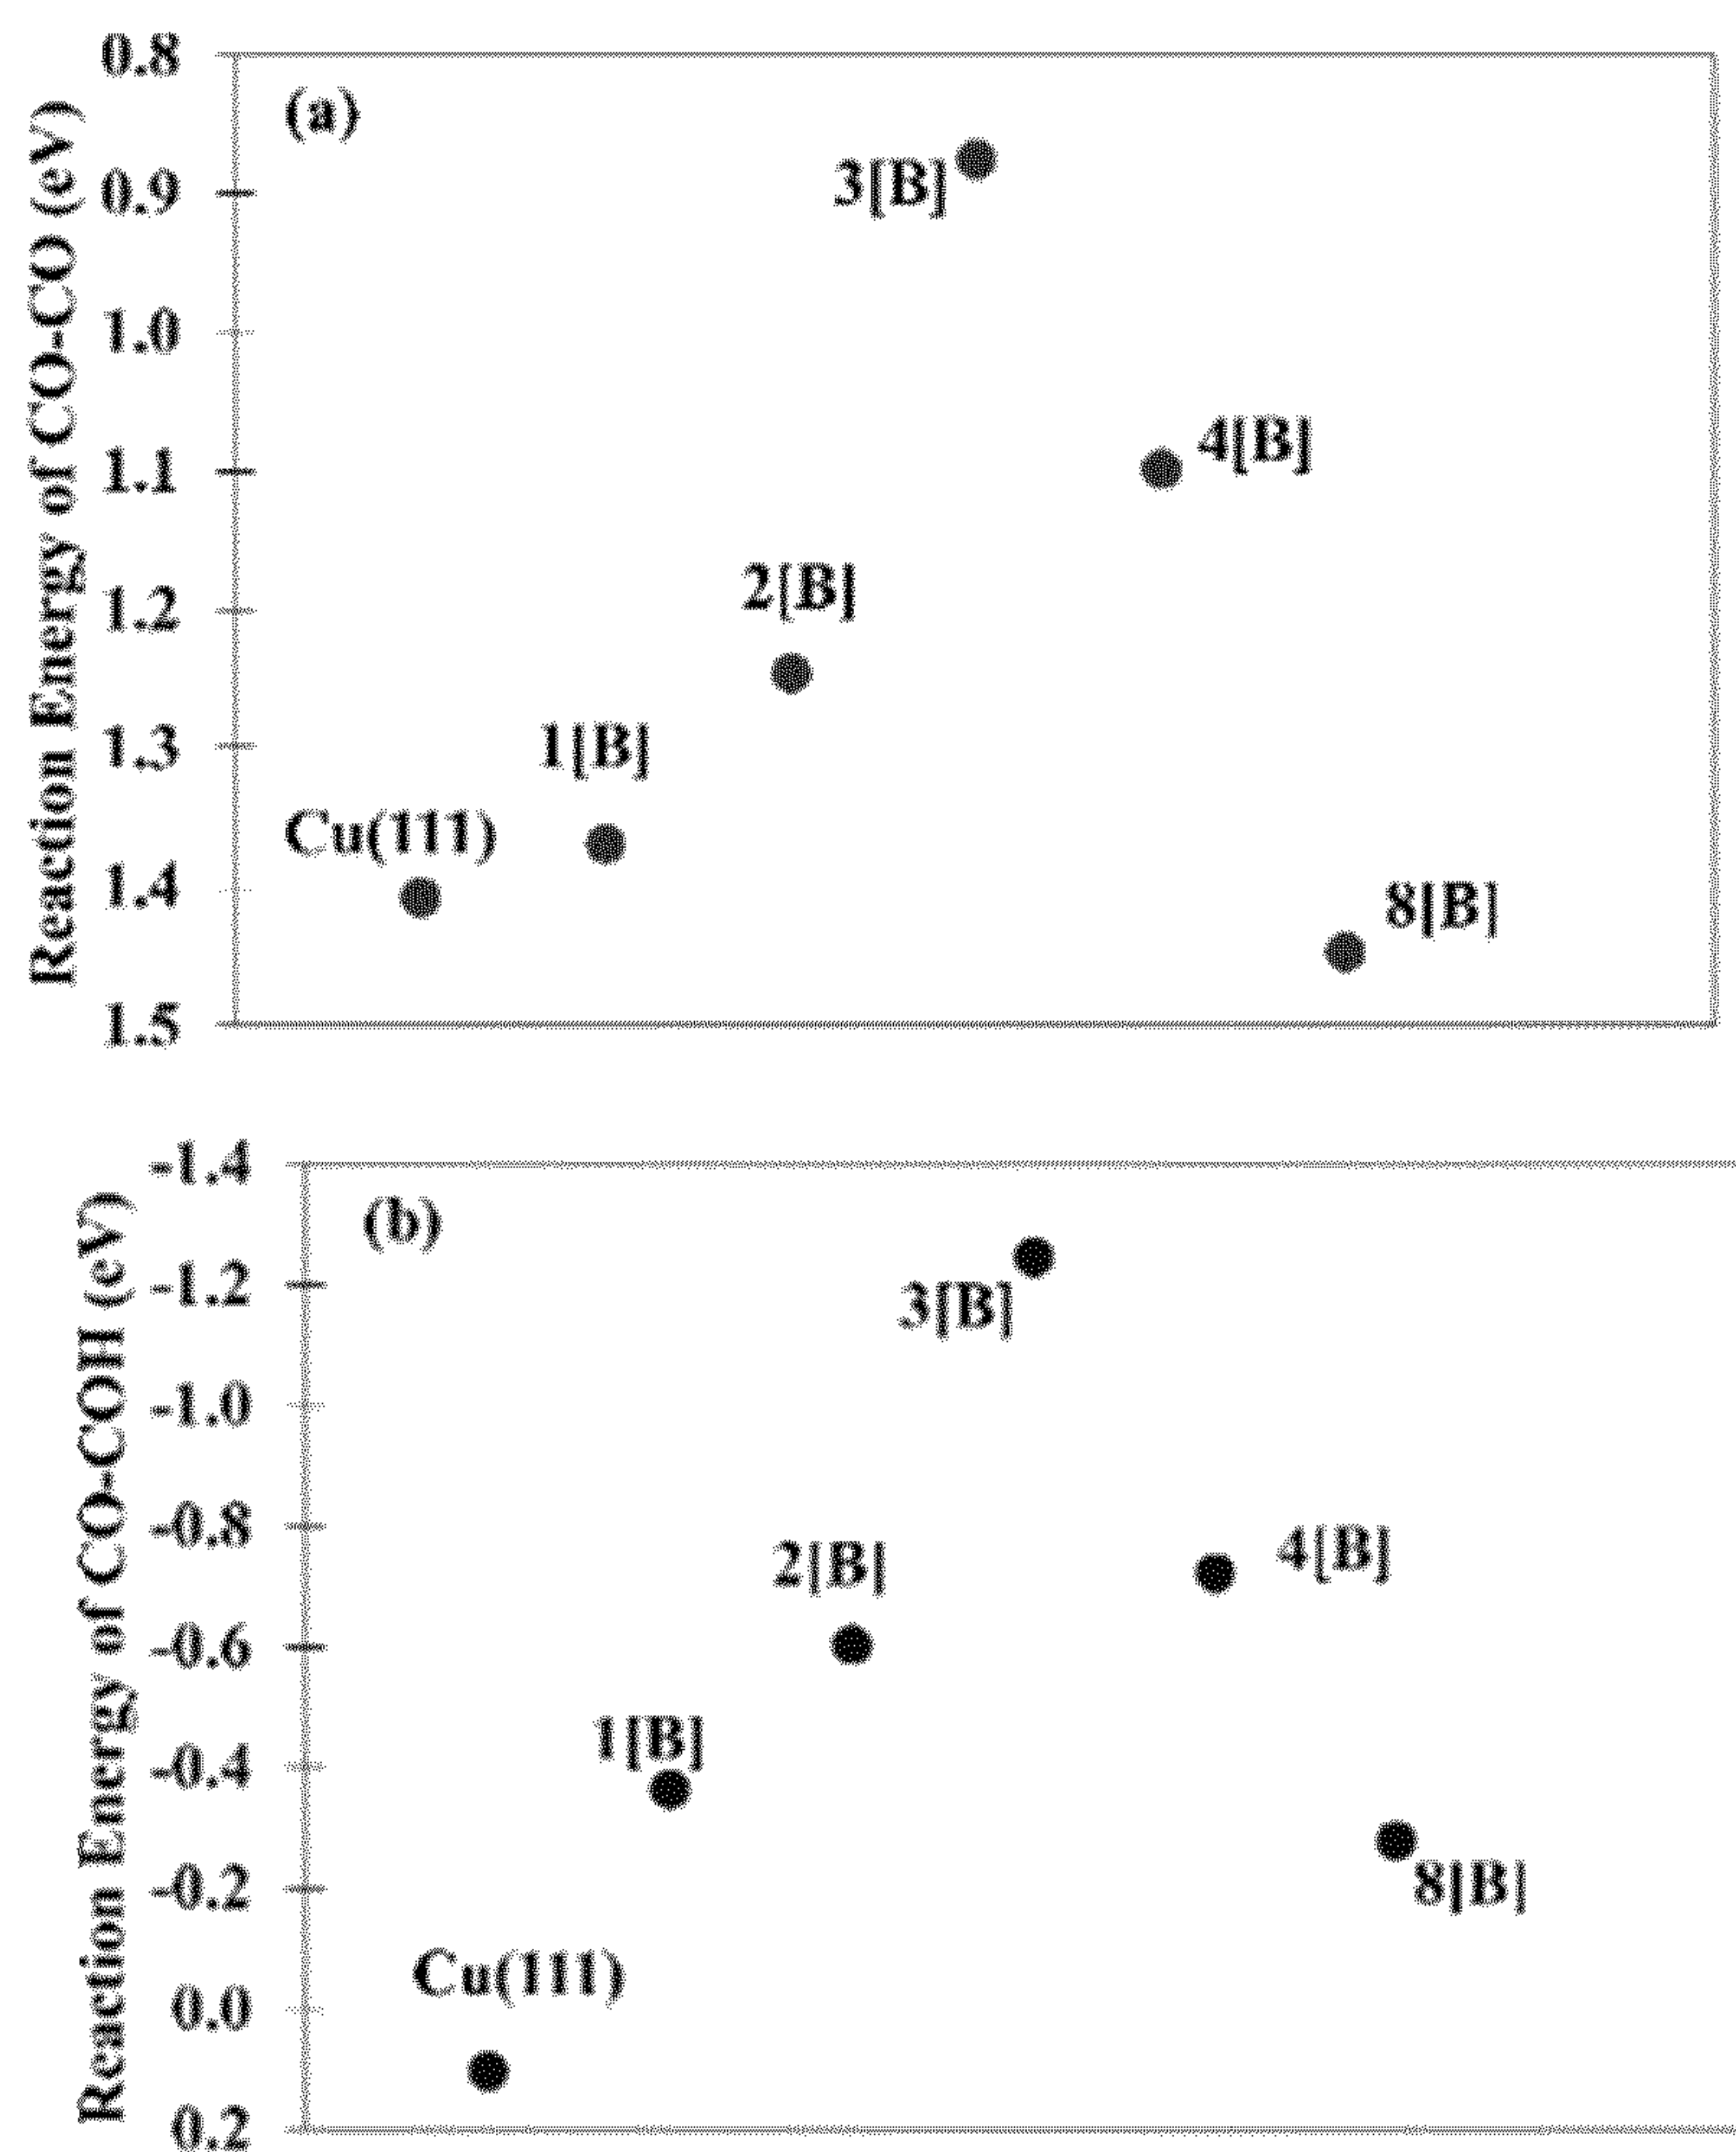 Reaction Energy of CO-CO (eV)
0.8
0.9
1.0
1.1
1.2
1.3
1.4
1.5
(a)
3[B]
4[B]
2[B]
1[B]
Cu(111)
8[B]
Reaction Energy of CO-COH (eV)
-1.4
-1.2
-1.0
-0.8
-0.6
-0.4
-0.2
0.0
0.2
(b)
3[B]
4[B]
2[B]
1[B]
8[B]
Cu(111)